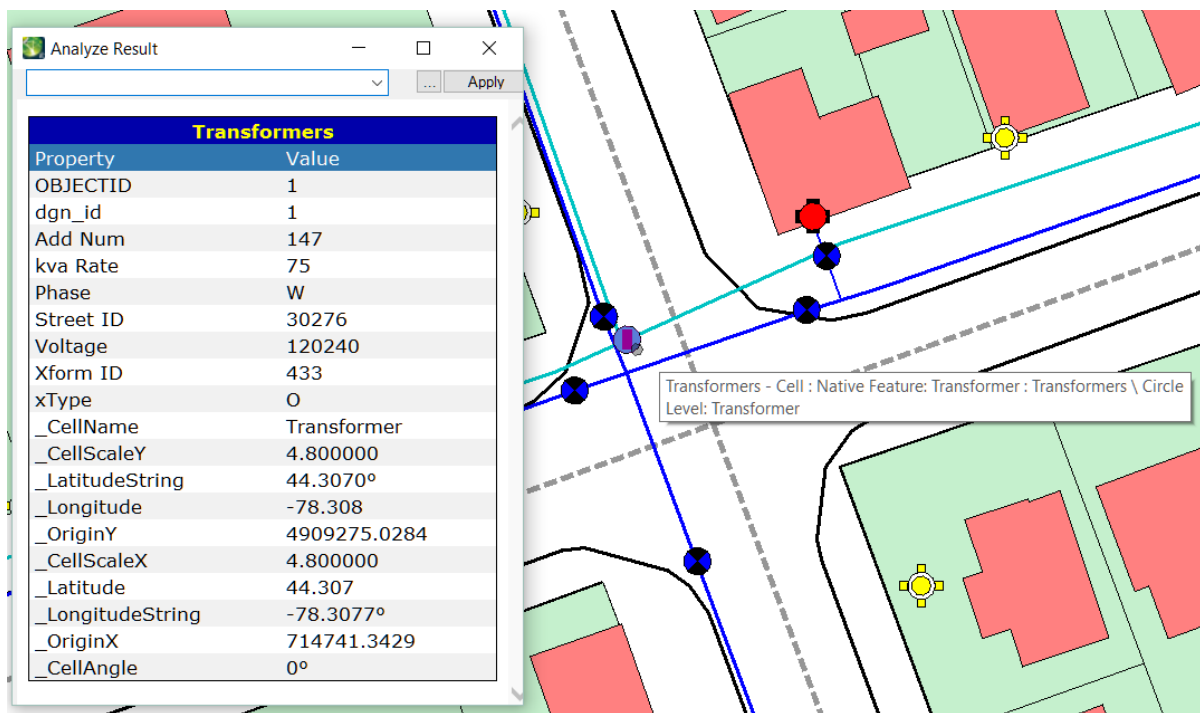 Analyze Result
... Apply
Transformers
Property Value
OBJECTID 1
dgn_id 1
Add Num 147
kva Rate 75
Phase W
Street ID 30276
Voltage 120240
Xform ID 433
xType O
_CellName Transformer
_CellScaleY 4.800000
_LatitudeString 44.3070º
_Longitude -78.308
_OriginY 4909275.0284
_CellScaleX 4.800000
_Latitude 44.307
_LongitudeString -78.3077º
_OriginX 714741.3429
_CellAngle 0º
Transformers - Cell : Native Feature: Transformer : Transformers \ Circle
Level: Transformer